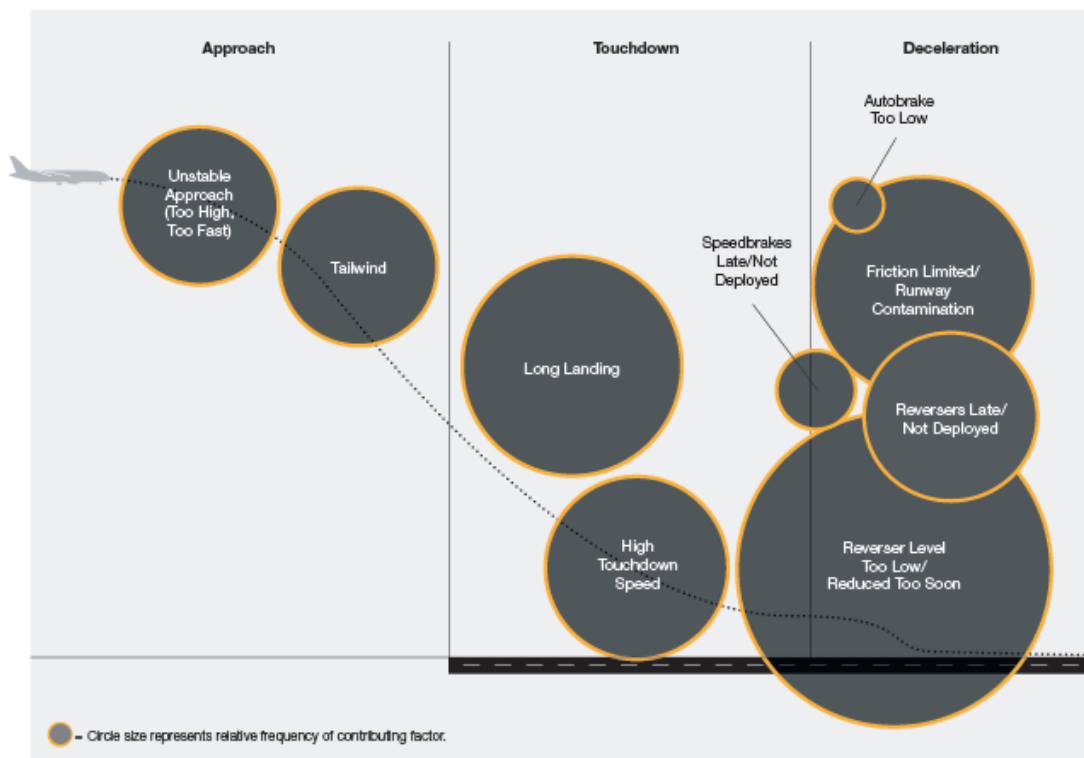 Approach
Touchdown
Deceleration
Autobrake
Too Low
Unstable
Approach
(Too High,
Too Fast)
Tailwind
Speedbrakes
Late/Not
Deployed
Friction Limited/
Runway
Contamination
Long Landing
Reversers Late/
Not Deployed
High
Touchdown
Speed
Reverser Level
Too Low/
Reduced Too Soon
= Circle size represents relative frequency of contributing factor.